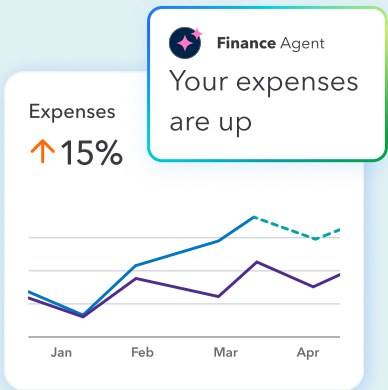 Finance Agent
Your expenses
are up
Expenses
↑15%
Jan Feb Mar Apr